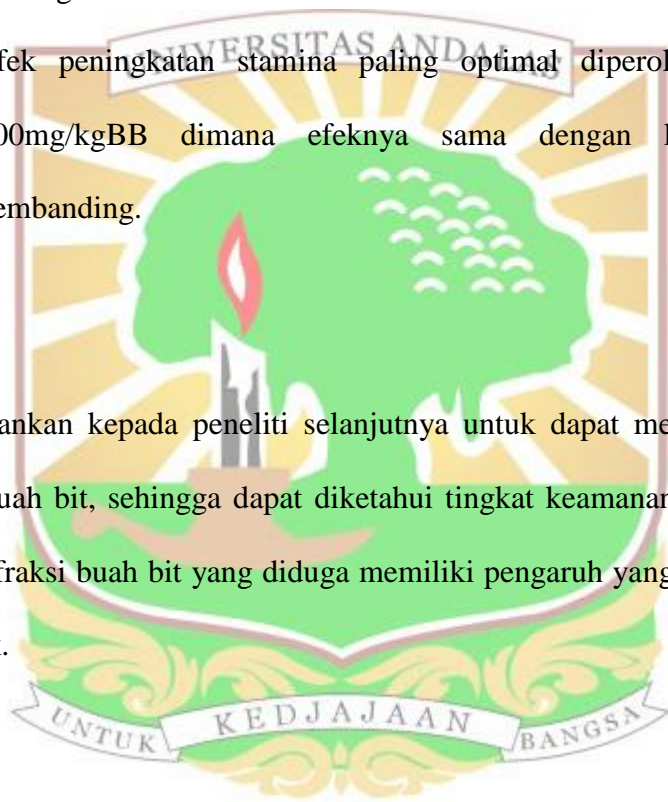 UNIVERSITAS ANDALAS
fek peningkatan stamina paling optimal diperol
00mg/kgBB dimana efeknya sama dengan
embanding.
ankan kepada peneliti selanjutnya untuk dapat me
uah bit, sehingga dapat diketahui tingkat keamanan
fraksi buah bit yang diduga memiliki pengaruh yang
UNTUK KEDJAJAAN BANGSA